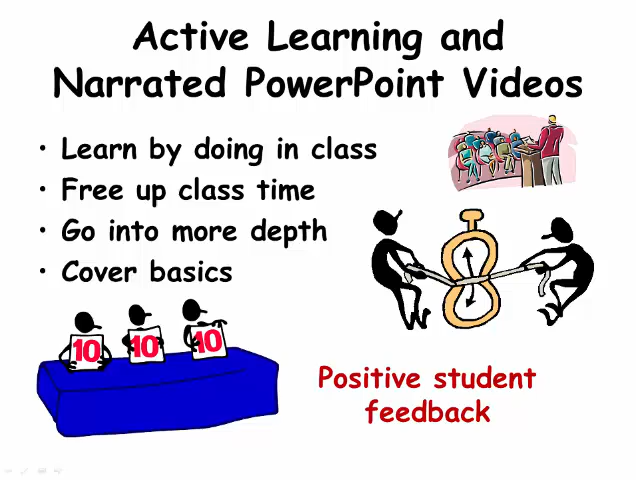 Active Learning and
Narrated PowerPoint Videos
• Learn by doing in class
• Free up class time
• Go into more depth
• Cover basics
10 10 10
Positive student
feedback